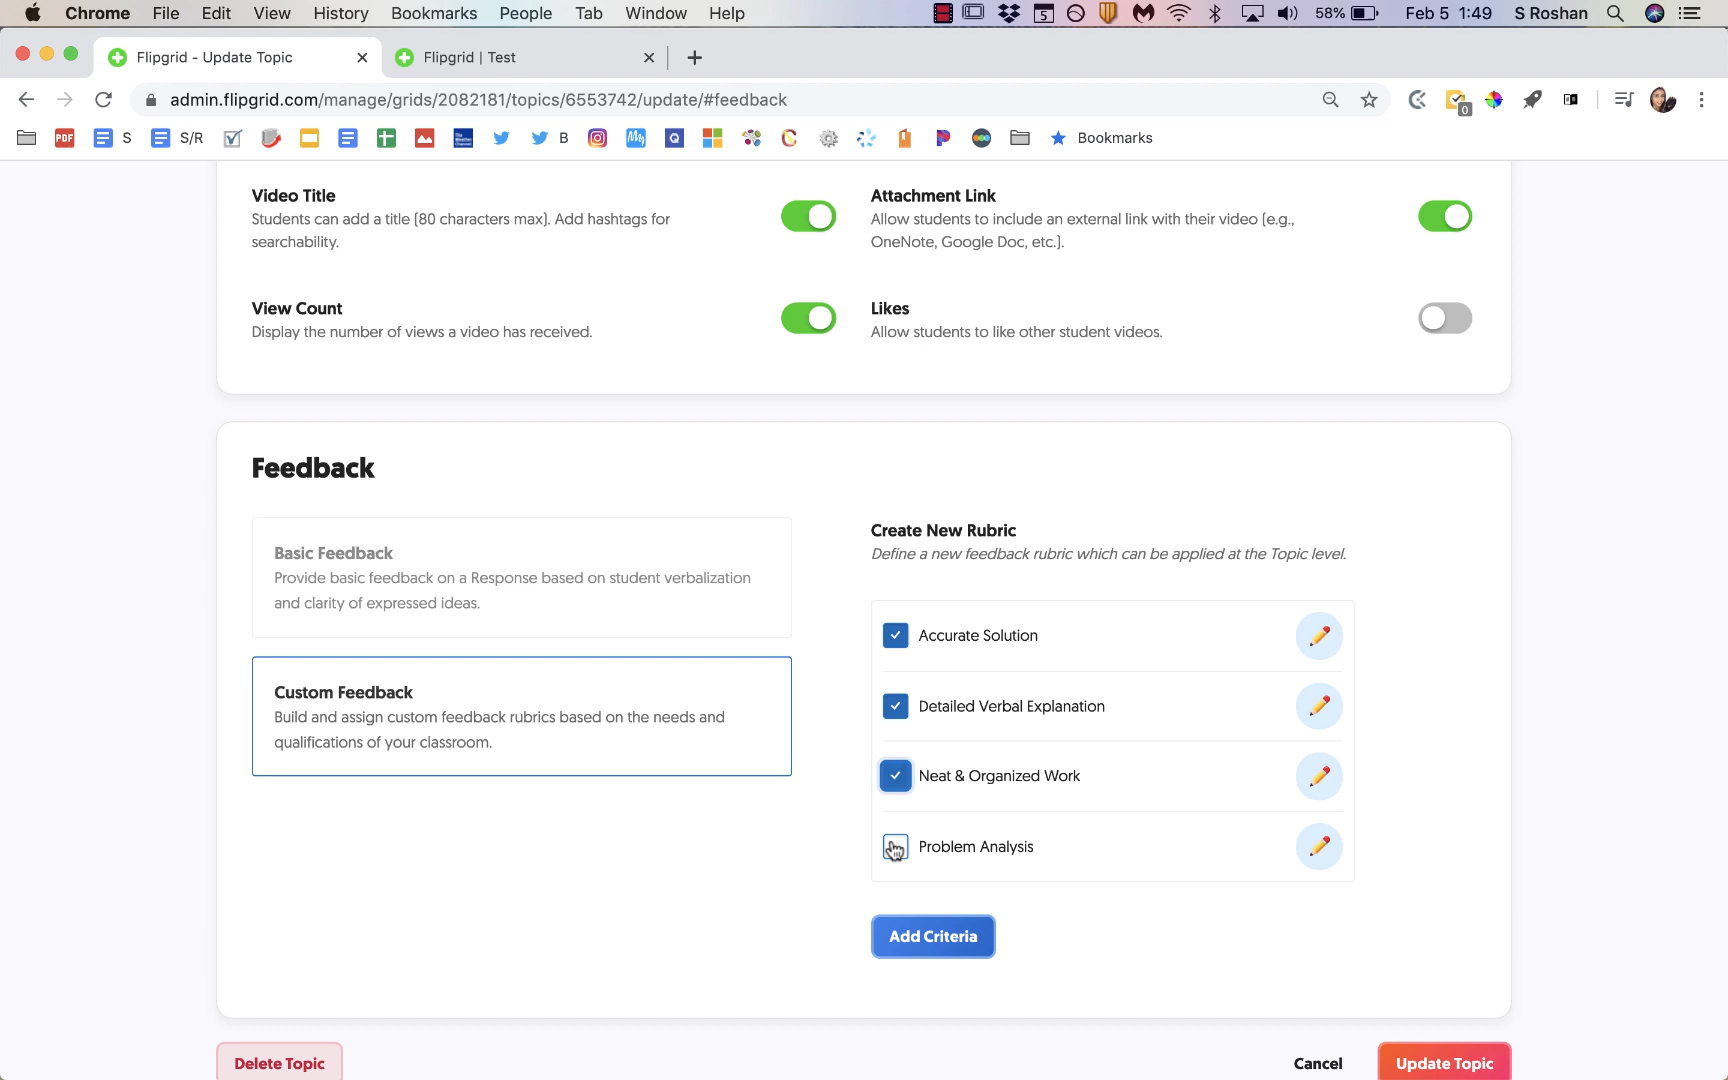 Chrome File Edit View History Bookmarks People Tab Window Help 5 58% Feb 5 1:49 S Roshan
Flipgrid - Update Topic Flipgrid | Test
admin.flipgrid.com/manage/grids/2082181/topics/6553742/update/#feedback 0
PDF S S/R B My Q Bookmarks
Video Title
Students can add a title (80 characters max). Add hashtags for
searchability.
Attachment Link
Allow students to include an external link with their video (e.g.,
OneNote, Google Doc, etc.).
View Count
Display the number of views a video has received.
Likes
Allow students to like other student videos.
Feedback
Basic Feedback
Provide basic feedback on a Response based on student verbalization
and clarity of expressed ideas.
Custom Feedback
Build and assign custom feedback rubrics based on the needs and
qualifications of your classroom.
Create New Rubric
Define a new feedback rubric which can be applied at the Topic level.
Accurate Solution
Detailed Verbal Explanation
Neat & Organized Work
Problem Analysis
Add Criteria
Delete Topic
Cancel
Update Topic